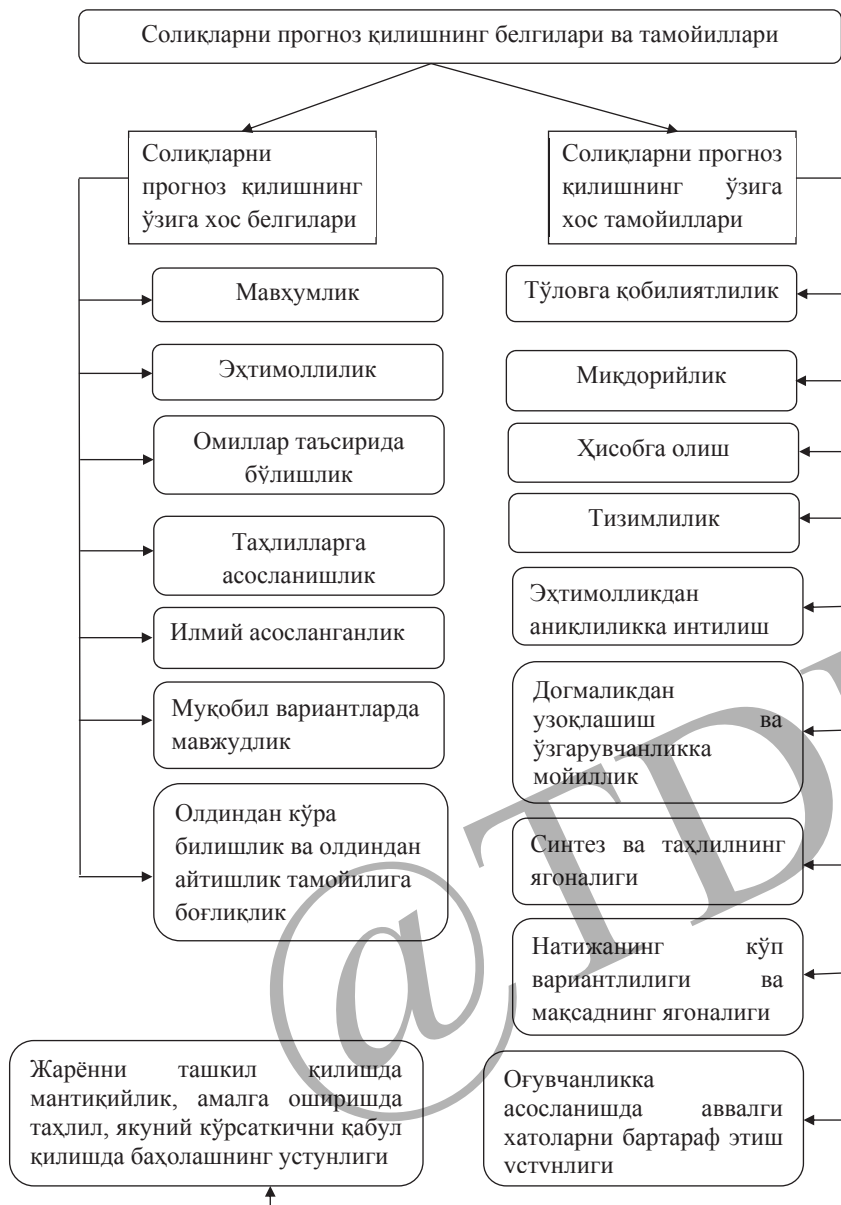 Солиқларни прогноз қилишнинг белгилари ва тамойиллари
Солиқларни
прогноз қилишнинг
ўзига хос белгилари
Мавҳумлик
Эҳтимоллилик
Омиллар таъсирида
бўлишлик
Таҳлилларга
асосланишлик
Илмий асосланганлик
Муқобил вариантларда
мавжудлик
Олдиндан кўра
билишлик ва олдиндан
айтишлик тамойилига
боғлиқлик
Солиқларни прогноз
қилишнинг ўзига
хос тамойиллари
Тўловга қобилиятлилик
Миқдорийлик
Ҳисобга олиш
Тизимлилик
Эҳтимолликдан
аниқлиликка интилиш
Догмаликдан
узоқлашиш ва
ўзгарувчанликка
мойиллик
Синтез ва таҳлилнинг
ягоналиги
Натижанинг кўп
вариантлилиги ва
мақсаднинг ягоналиги
Оғувчанликка
асосланишда аввалги
хатоларни бартараф этиш
устунлиги
Жарённи ташкил қилишда
мантиқийлик, амалга оширишда
таҳлил, якуний кўрсаткични қабул
қилишда баҳолашнинг устунлиги
@TD